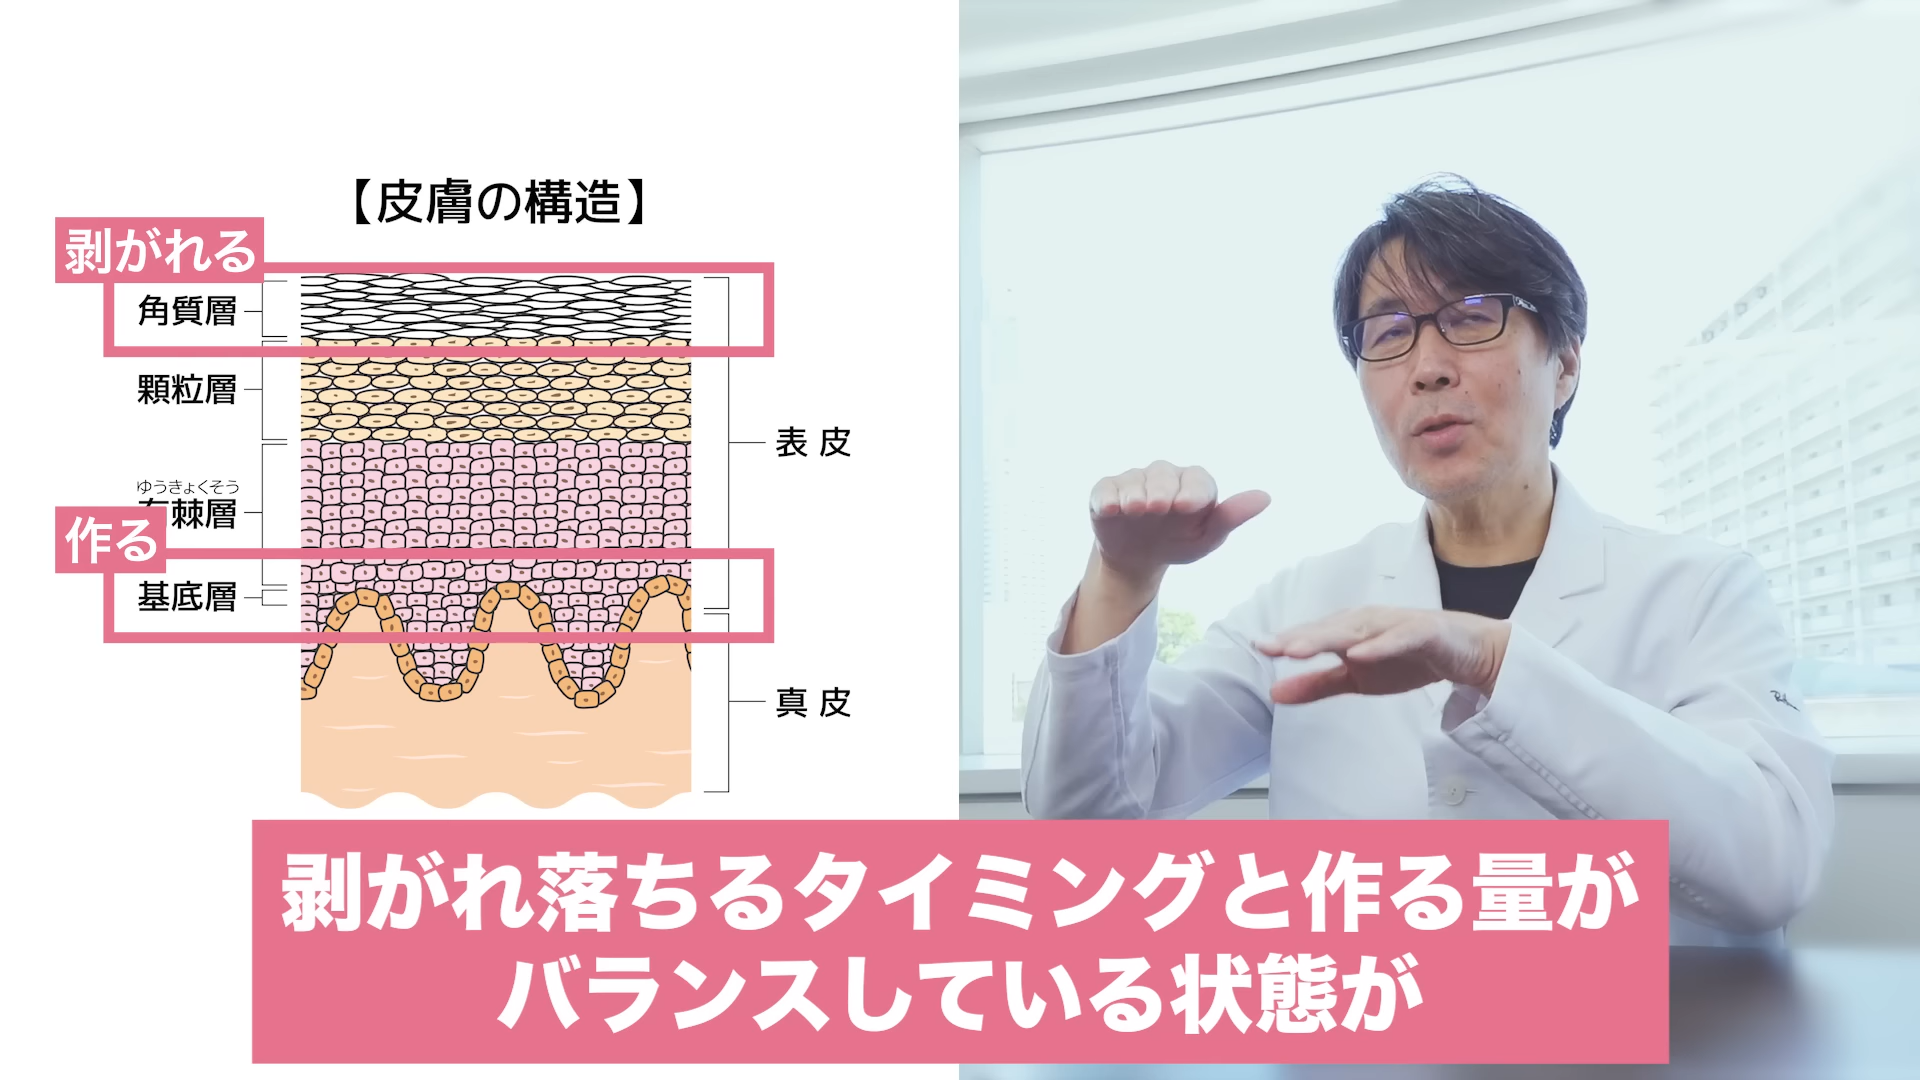 【皮膚の構造】
剥がれる
角質層
顆粒層
ゆうきょくそう
棘層
作る
基底層
表皮
真皮
剥がれ落ちるタイミングと作る量が
バランスしている状態が